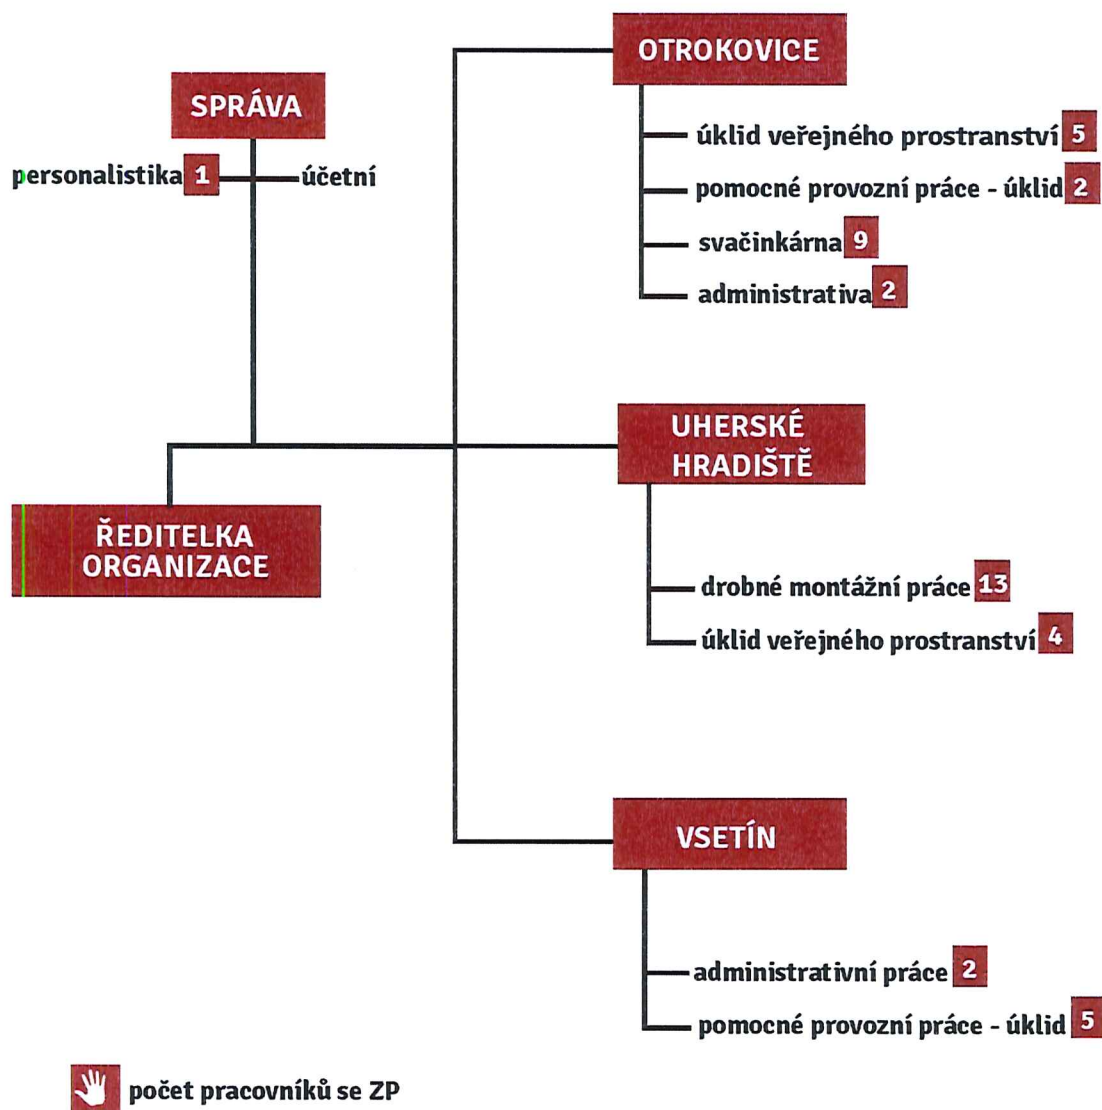 SPRÁVA
personalistika 1
účetní
ŘEDITELKA
ORGANIZACE
OTROKOVICE
úklid veřejného prostranství 5
pomocné provozní práce - úklid 2
svačinkárna 9
administrativa 2
UHERSKÉ
HRADIŠTĚ
drobné montážní práce 13
úklid veřejného prostranství 4
VSETÍN
administrativní práce 2
pomocné provozní práce - úklid 5
počet pracovníků se ZP